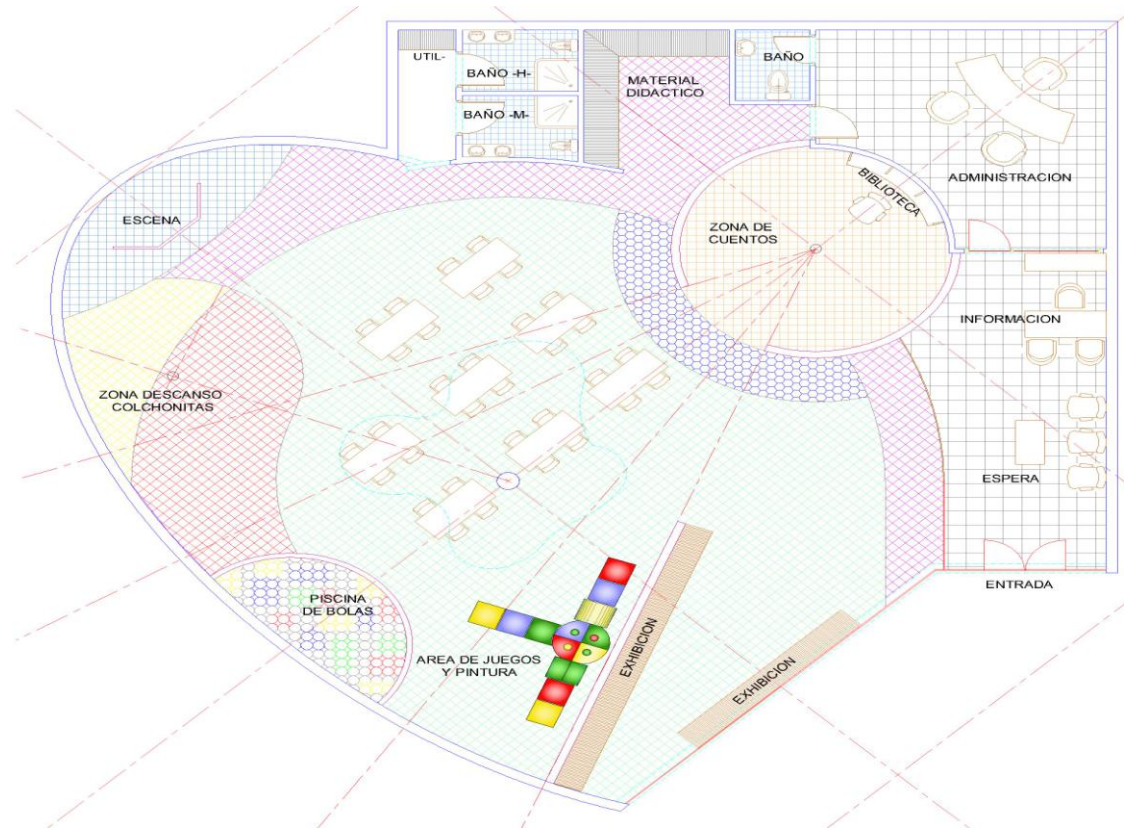 UTIL-
BAÑO -H-
BAÑO -M-
MATERIAL
DIDACTICO
BAÑO
ADMINISTRACION
BIBLIOTECA
ESCENA
ZONA DE
CUENTOS
INFORMACION
ZONA DESCANSO
COLCHONITAS
ESPERA
ENTRADA
PISCINA
DE BOLAS
AREA DE JUEGOS
Y PINTURA
EXHIBICION
EXHIBICION